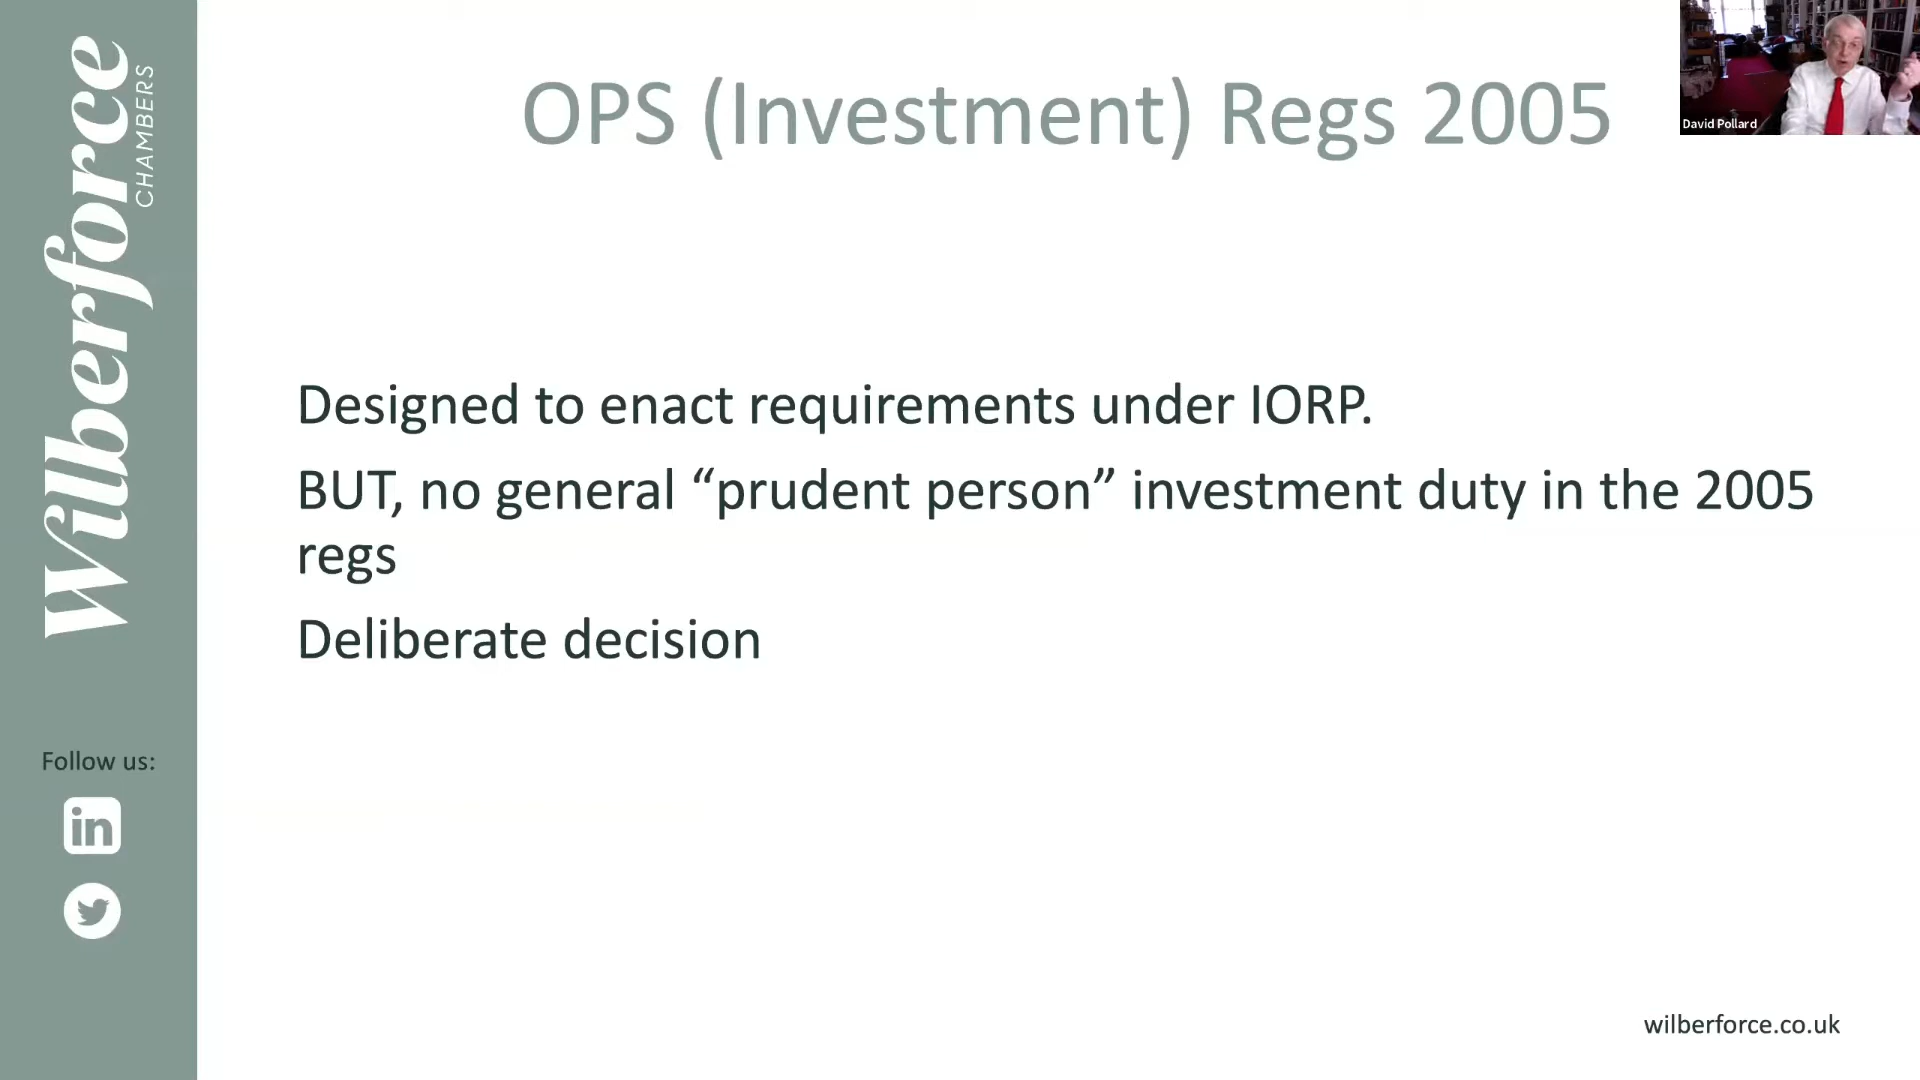 Wilberforce
CHAMBERS
Follow us:
in
OPS (Investment) Regs 2005
David Pollard
Designed to enact requirements under IORP.
BUT, no general “prudent person” investment duty in the 2005
regs
Deliberate decision
wilberforce.co.uk